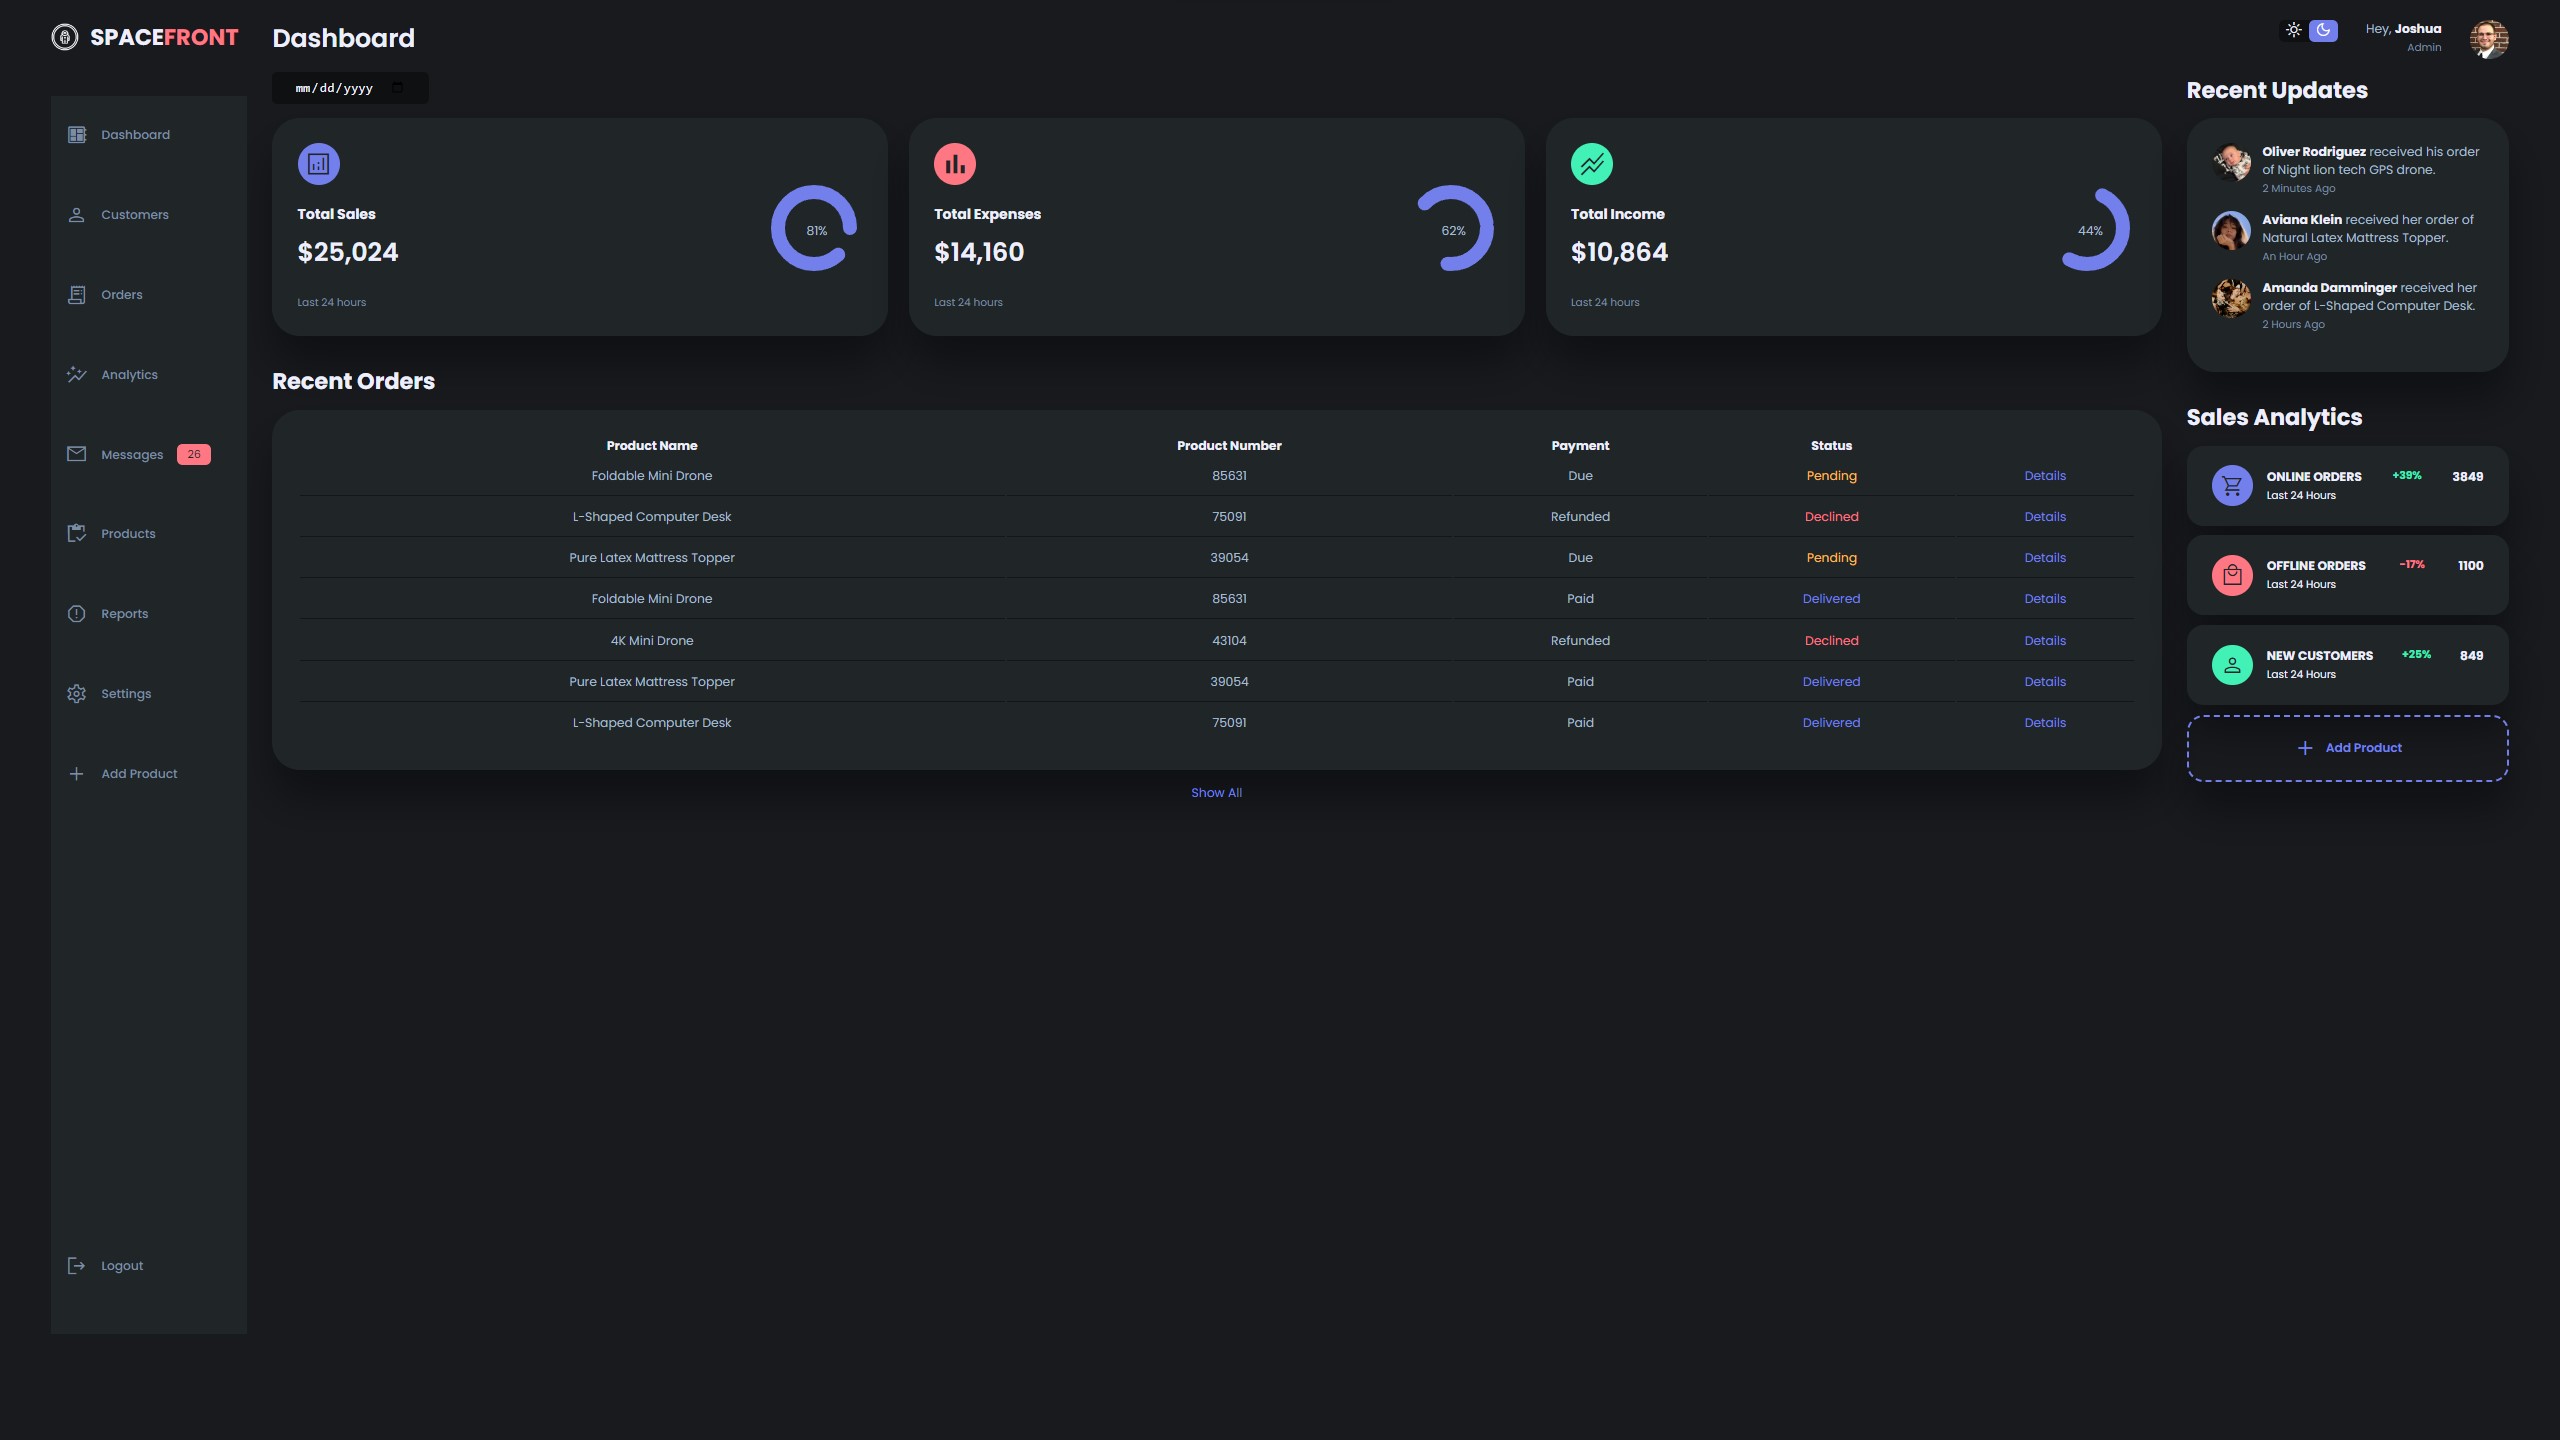 SPACEFRONT
Dashboard
Hey, Joshua
Admin
mm/dd/yyyy
Dashboard
Customers
Orders
Analytics
Messages 26
Products
Reports
Settings
Add Product
Logout
Total Sales
$25,024
81%
Last 24 hours
Total Expenses
$14,160
62%
Last 24 hours
Total Income
$10,864
44%
Last 24 hours
Recent Orders
Product Name Product Number Payment Status
Foldable Mini Drone 85631 Due Pending Details
L-Shaped Computer Desk 75091 Refunded Declined Details
Pure Latex Mattress Topper 39054 Due Pending Details
Foldable Mini Drone 85631 Paid Delivered Details
4K Mini Drone 43104 Refunded Declined Details
Pure Latex Mattress Topper 39054 Paid Delivered Details
L-Shaped Computer Desk 75091 Paid Delivered Details
Show All
Recent Updates
Oliver Rodriguez received his order
of Night lion tech GPS drone.
2 Minutes Ago
Aviana Klein received her order of
Natural Latex Mattress Topper.
An Hour Ago
Amanda Damminger received her
order of L-Shaped Computer Desk.
2 Hours Ago
Sales Analytics
ONLINE ORDERS +39% 3849
Last 24 Hours
OFFLINE ORDERS -17% 1100
Last 24 Hours
NEW CUSTOMERS +25% 849
Last 24 Hours
Add Product